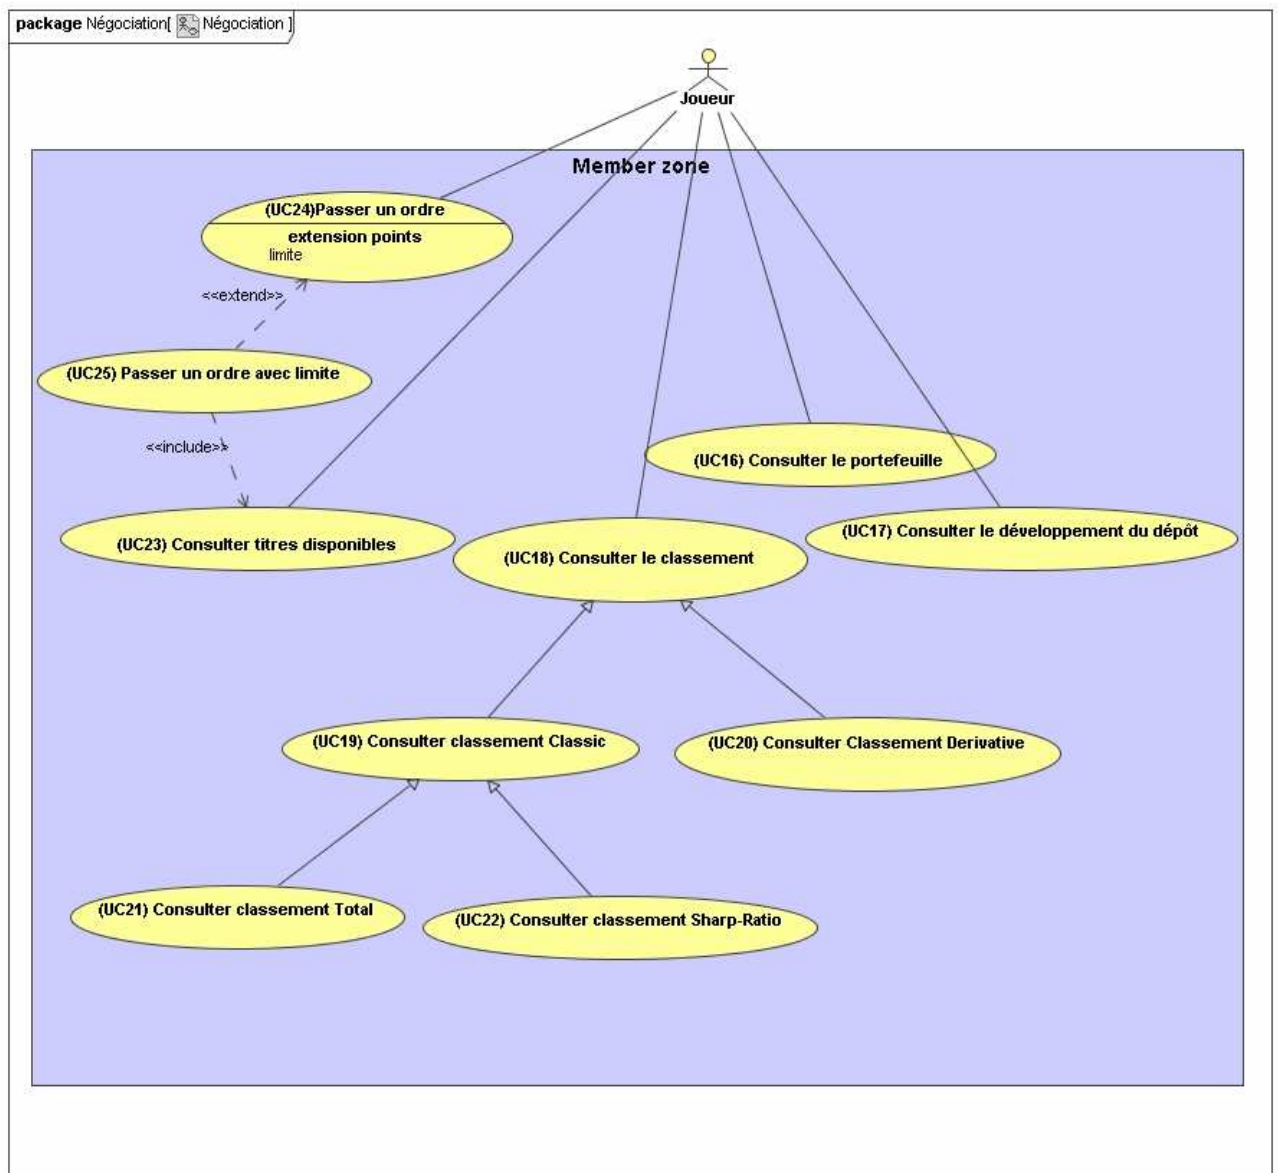 package Négociation[ Négociation ]
Joueur
Member zone
(UC24)Passer un ordre
extension points
limite
<<extend>>
(UC25) Passer un ordre avec limite
<<include>>
(UC16) Consulter le portefeuille
(UC23) Consulter titres disponibles
(UC18) Consulter le classement
(UC17) Consulter le développement du dépôt
(UC19) Consulter classement Classic
(UC20) Consulter Classement Derivative
(UC21) Consulter classement Total
(UC22) Consulter classement Sharp-Ratio